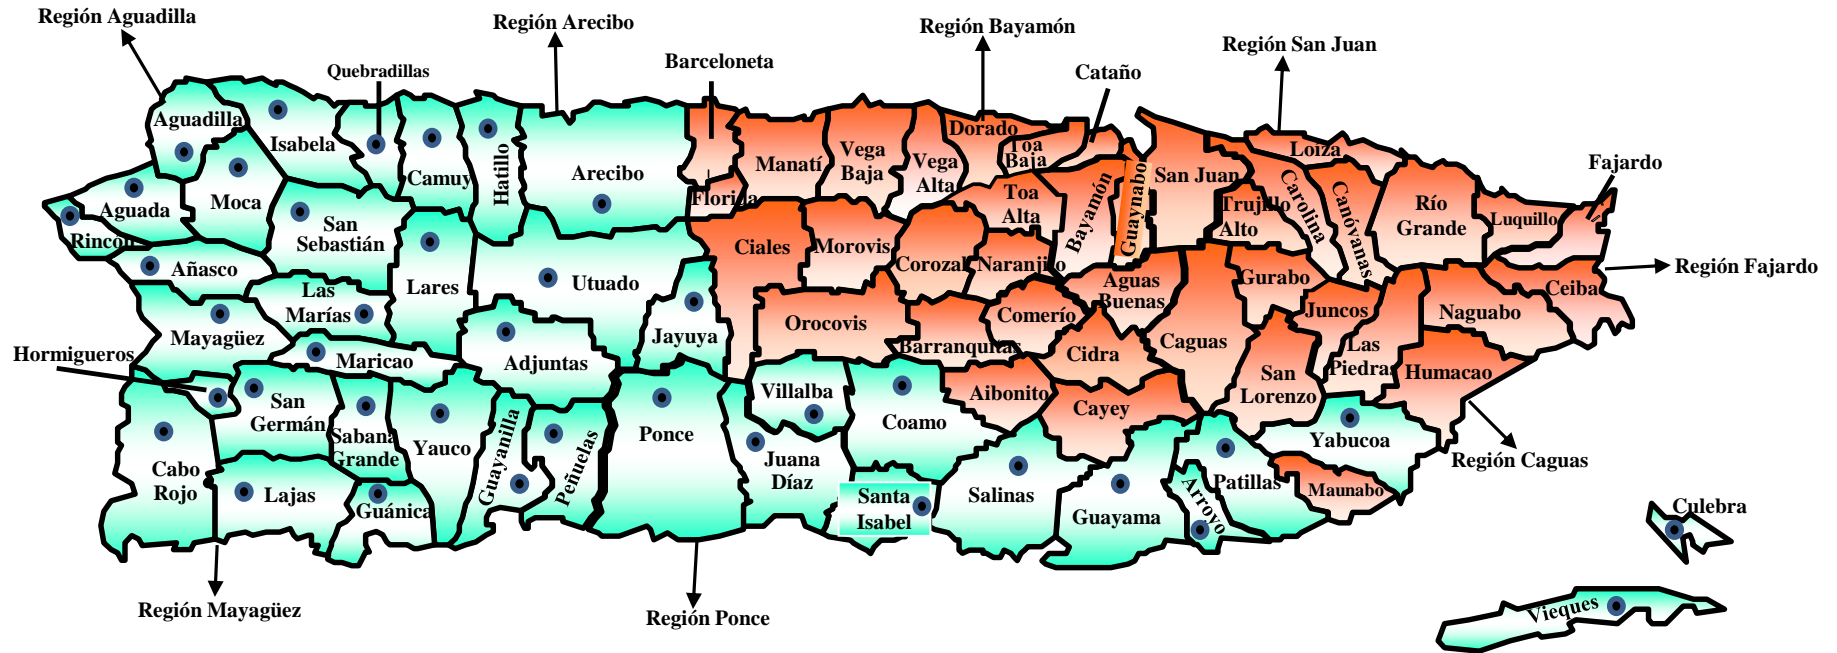 Región Aguadilla
Región Arecibo
Región Bayamón
Región San Juan
Quebradillas
Barceloneta
Cataño
Aguadilla
Isabela
Camuy
Hatillo
Arecibo
Manatí
Vega
Baja
Vega
Alta
Dorado
Toa
Baja
San Juan
Loíza
Fajardo
Moca
Aguada
Rincón
San
Sebastián
Añasco
Las
Marías
Lares
Utuado
Florida
Ciales
Morovis
Corozal
Toa
Alta
Naranjito
Bayamón
Guaynabo
Trujillo
Alto
Carolina
Canóvanas
Río
Grande
Luquillo
Región Fajardo
Ceiba
Naguabo
Gurabo
Juncos
Aguas
Buenas
Comerío
Caguas
Cidra
Barranquitas
Orocovis
Jayuya
Adjuntas
Mayagüez
Maricao
Hormigueros
San
Germán
Sabana
Grande
Yauco
Guayanilla
Peñuelas
Ponce
Villalba
Juana
Díaz
Coamo
Aibonito
Cayey
San
Lorenzo
Las
Piedras
Humacao
Yabucoa
Región Caguas
Cabo
Rojo
Lajas
Guánica
Santa
Isabel
Salinas
Guayama
Arroyo
Patillas
Maunabo
Culebra
Vieques
Región Mayagüez
Región Ponce